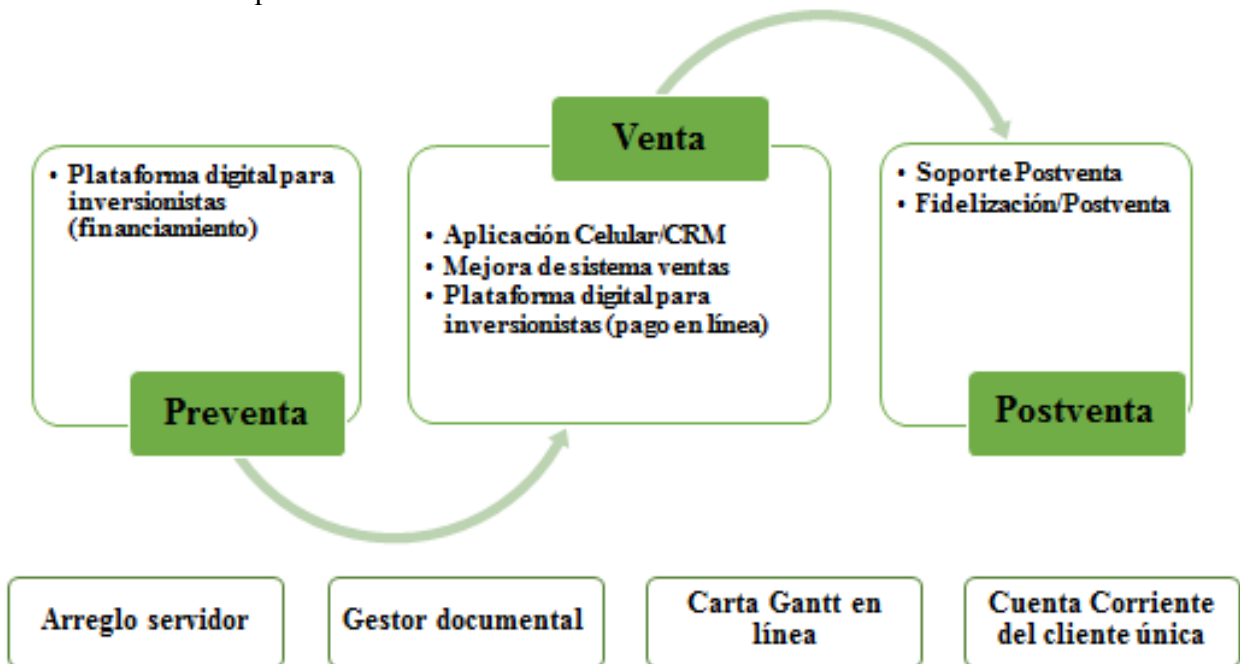 Preventa
• Plataforma digital para
inversionistas
(financiamiento)
Venta
• Aplicación Celular/CRM
• Mejora de sistema ventas
• Plataforma digital para
inversionistas (pago en línea)
• Soporte Postventa
• Fidelización/Postventa
Postventa
Arreglo servidor
Gestor documental
Carta Gantt en
línea
Cuenta Corriente
del cliente única